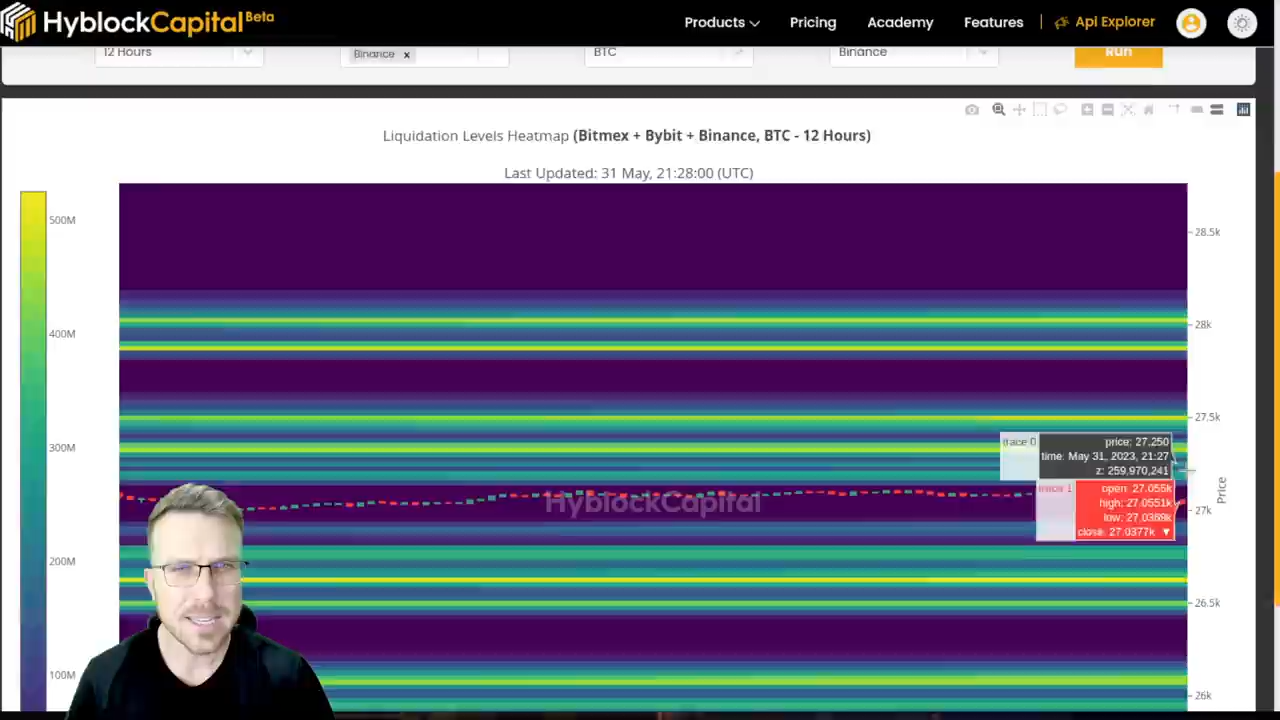 HyblockCapital Beta
Products
Pricing
Academy
Features
Api Explorer
12 Hours
Binance ×
BTC
Binance
Run
Liquidation Levels Heatmap (Bitmex + Bybit + Binance, BTC - 12 Hours)
Last Updated: 31 May, 21:28:00 (UTC)
500M
400M
300M
200M
100M
28.5k
28k
27.5k
27k
26.5k
26k
Price
trace 0
price: 27,250
time: May 31, 2023, 21:27
z: 259,970,241
trace 1
open: 27.055k
high: 27.0551k
low: 27.0369k
close: 27.0377k ▼
HyblockCapital